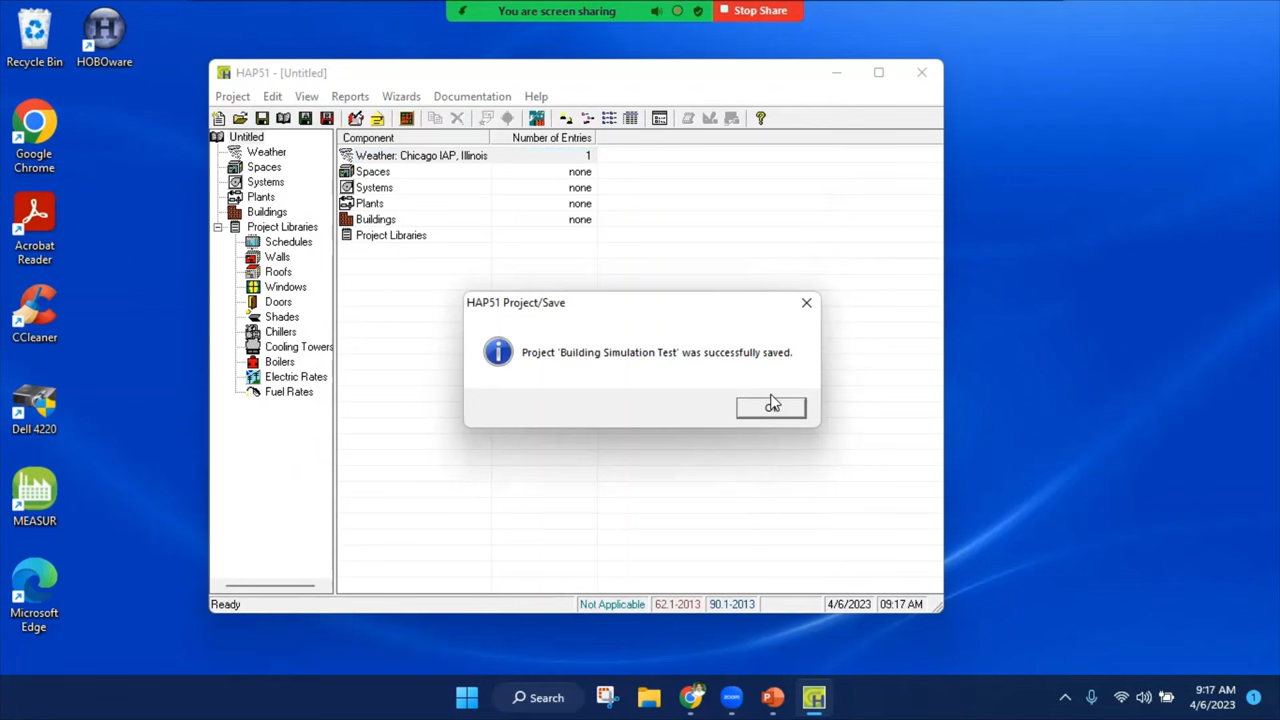 You are screen sharing
Stop Share
Recycle Bin
HOBOware
Google
Chrome
Acrobat
Reader
CCleaner
Dell 4220
MEASUR
Microsoft
Edge
HAP51 - [Untitled]
Project Edit View Reports Wizards Documentation Help
Untitled
Weather
Spaces
Systems
Plants
Buildings
Project Libraries
Schedules
Walls
Roofs
Windows
Doors
Shades
Chillers
Cooling Towers
Boilers
Electric Rates
Fuel Rates
Component Number of Entries
Weather: Chicago IAP, Illinois 1
Spaces none
Systems none
Plants none
Buildings none
Project Libraries
HAP51 Project/Save
Project 'Building Simulation Test' was successfully saved.
Ready Not Applicable 62.1-2013 90.1-2013 4/6/2023 09:17 AM
Search
zoom
9:17 AM
4/6/2023
1